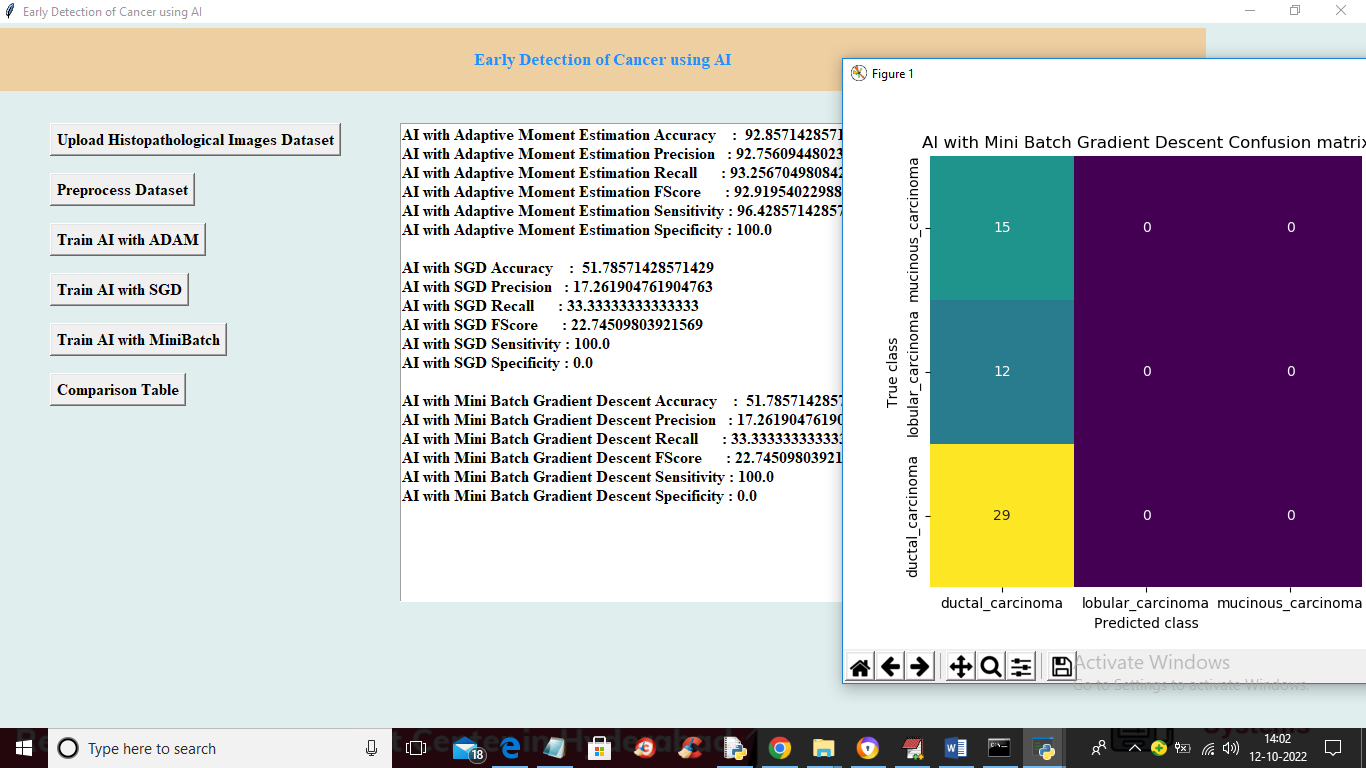 Early Detection of Cancer using AI
Early Detection of Cancer using AI
Upload Histopathological Images Dataset
Preprocess Dataset
Train AI with ADAM
Train AI with SGD
Train AI with MiniBatch
Comparison Table
AI with Adaptive Moment Estimation Accuracy : 92.8571428571
AI with Adaptive Moment Estimation Precision : 92.75609448023
AI with Adaptive Moment Estimation Recall : 93.256704980842
AI with Adaptive Moment Estimation FScore : 92.91954022988
AI with Adaptive Moment Estimation Sensitivity : 96.42857142857
AI with Adaptive Moment Estimation Specificity : 100.0
AI with SGD Accuracy : 51.78571428571429
AI with SGD Precision : 17.261904761904763
AI with SGD Recall : 33.33333333333333
AI with SGD FScore : 22.74509803921569
AI with SGD Sensitivity : 100.0
AI with SGD Specificity : 0.0
AI with Mini Batch Gradient Descent Accuracy : 51.7857142857
AI with Mini Batch Gradient Descent Precision : 17.26190476190
AI with Mini Batch Gradient Descent Recall : 33.333333333333
AI with Mini Batch Gradient Descent FScore : 22.74509803921
AI with Mini Batch Gradient Descent Sensitivity : 100.0
AI with Mini Batch Gradient Descent Specificity : 0.0
Figure 1
AI with Mini Batch Gradient Descent Confusion matrix
True class
mucinous_carcinoma
lobular_carcinoma
ductal_carcinoma
15 0 0
12 0 0
29 0 0
ductal_carcinoma lobular_carcinoma mucinous_carcinoma
Predicted class
Activate Windows
Go to Settings to activate Windows.
Type here to search
18
14:02
12-10-2022